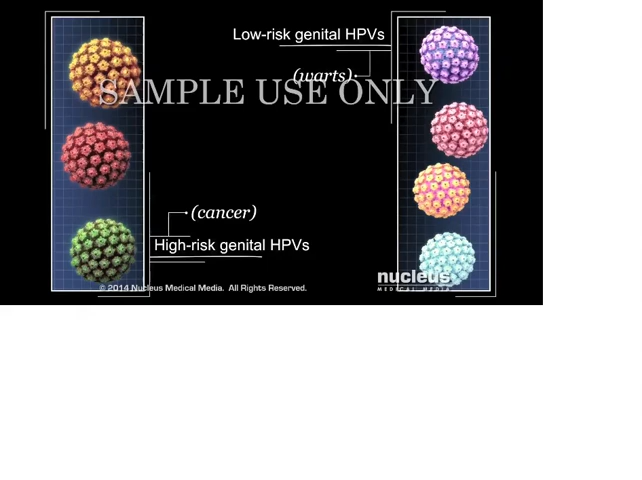 Low-risk genital HPVs
(warts)
SAMPLE USE ONLY
(cancer)
High-risk genital HPVs
nucleus
MEDICAL MEDIA
© 2014 Nucleus Medical Media. All Rights Reserved.